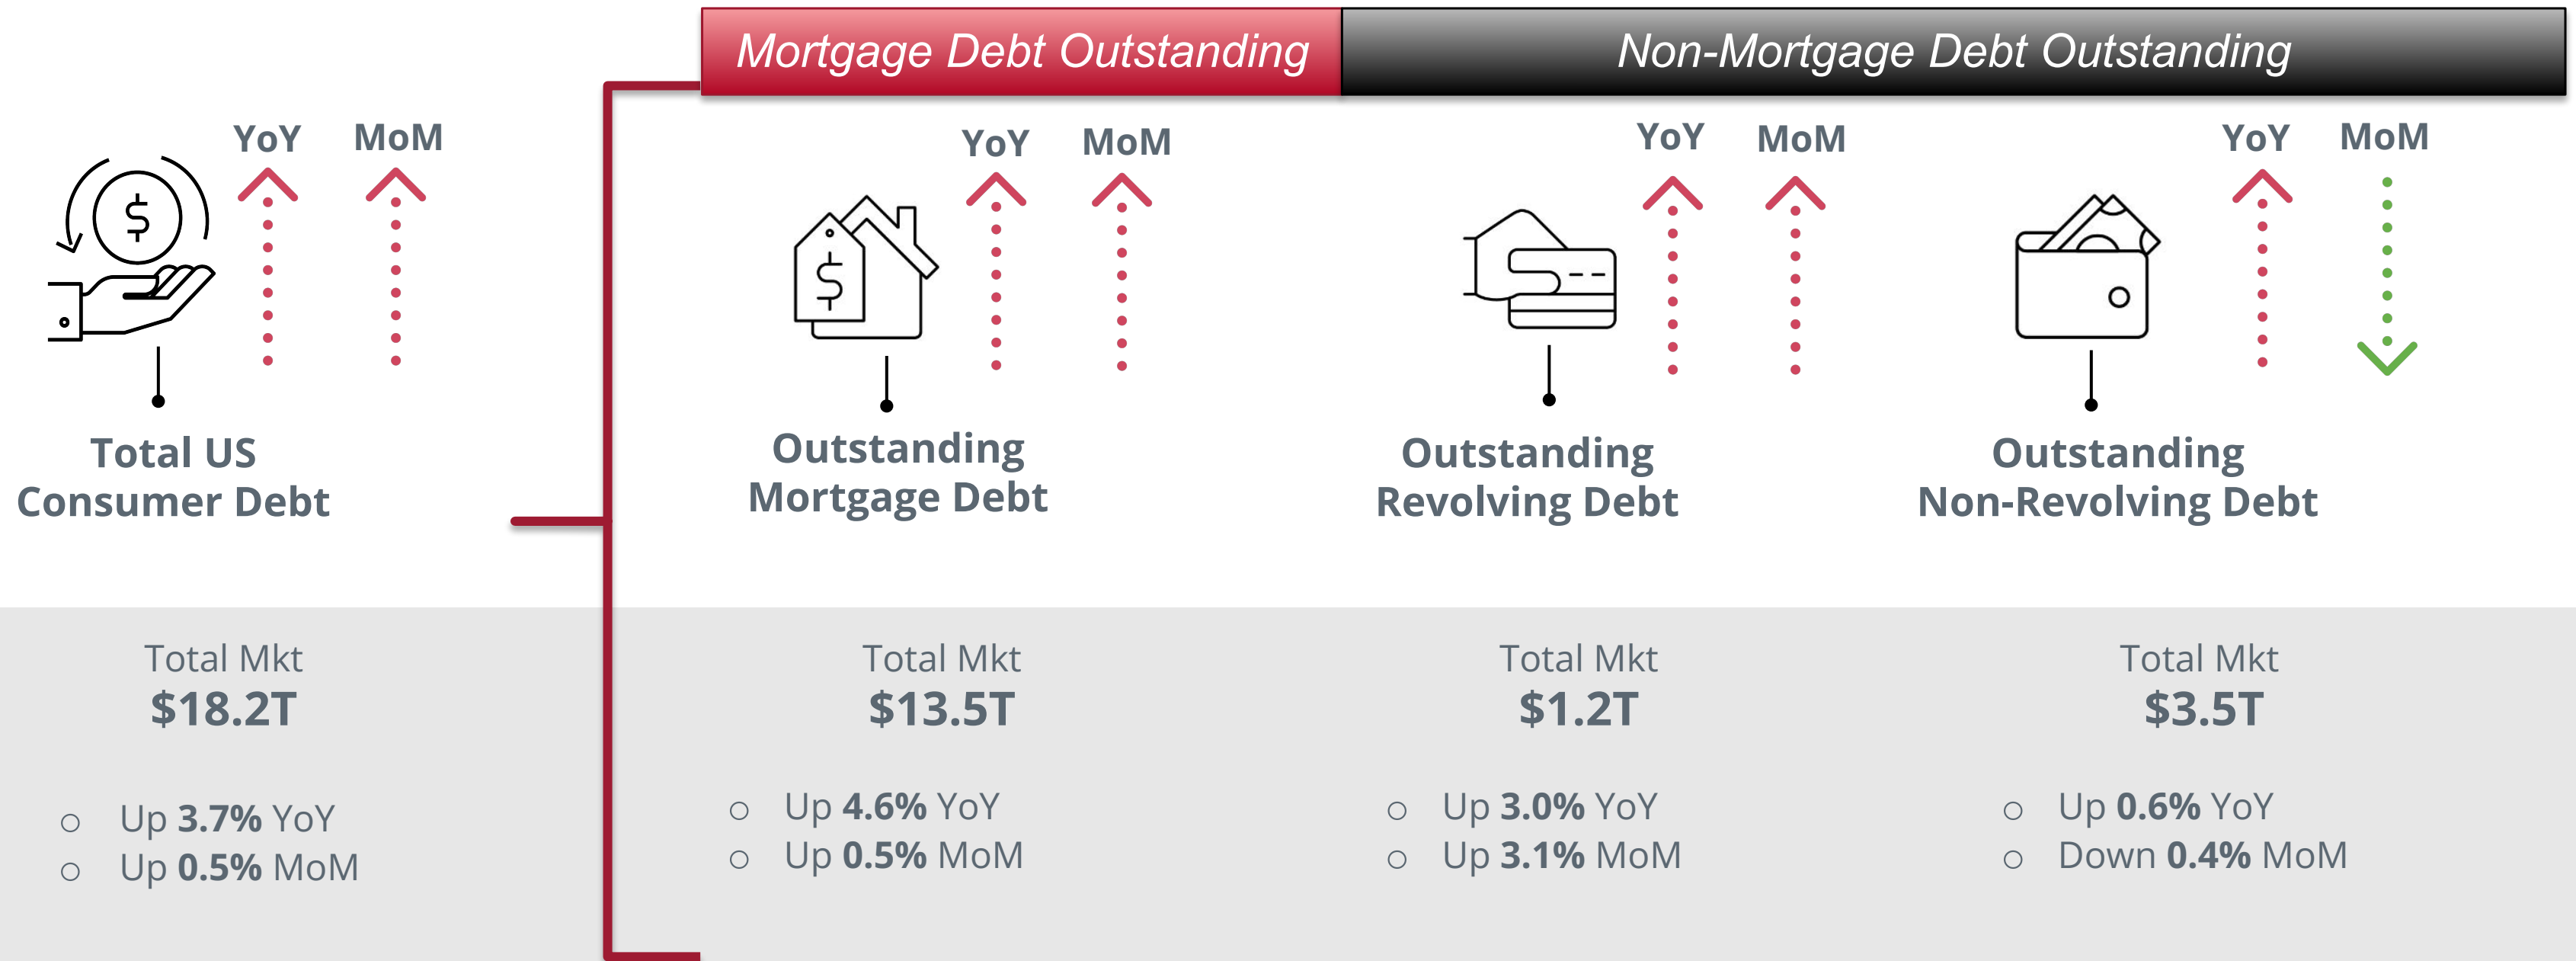 Mortgage Debt Outstanding
Non-Mortgage Debt Outstanding
YoY MoM
$
Total US
Consumer Debt
YoY MoM
$
Outstanding
Mortgage Debt
YoY MoM
Outstanding
Revolving Debt
YoY MoM
Outstanding
Non-Revolving Debt
Total Mkt
$18.2T
Up 3.7% YoY
Up 0.5% MoM
Total Mkt
$13.5T
Up 4.6% YoY
Up 0.5% MoM
Total Mkt
$1.2T
Up 3.0% YoY
Up 3.1% MoM
Total Mkt
$3.5T
Up 0.6% YoY
Down 0.4% MoM